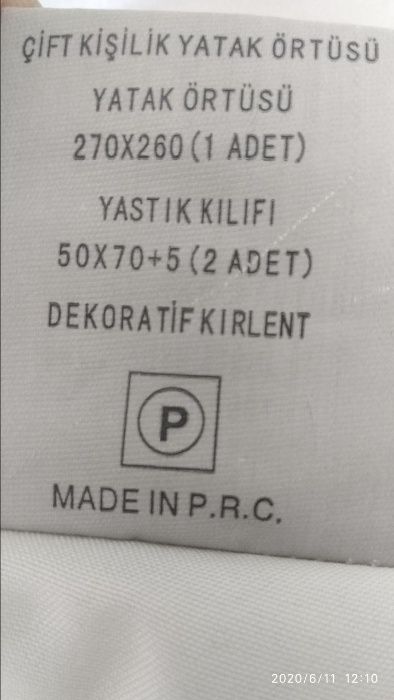 ÇİFT KİŞİLİK YATAK ÖRTÜSÜ
YATAK ÖRTÜSÜ
270X260 (1 ADET)
YASTIK KILIFI
50X70+5 (2 ADET)
DEKORATİF KIRLENT
P
MADE IN P.R.C.
2020/6/11 12:10